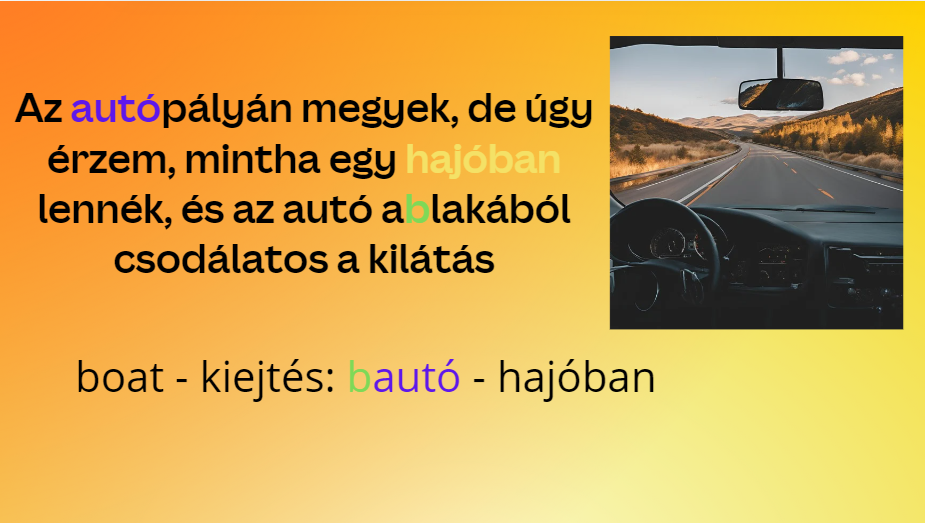 Az autópályán megyek, de úgy
érzem, mintha egy hajóban
lennék, és az autó ablakából
csodálatos a kilátás
boat - kiejtés: bautó - hajóban